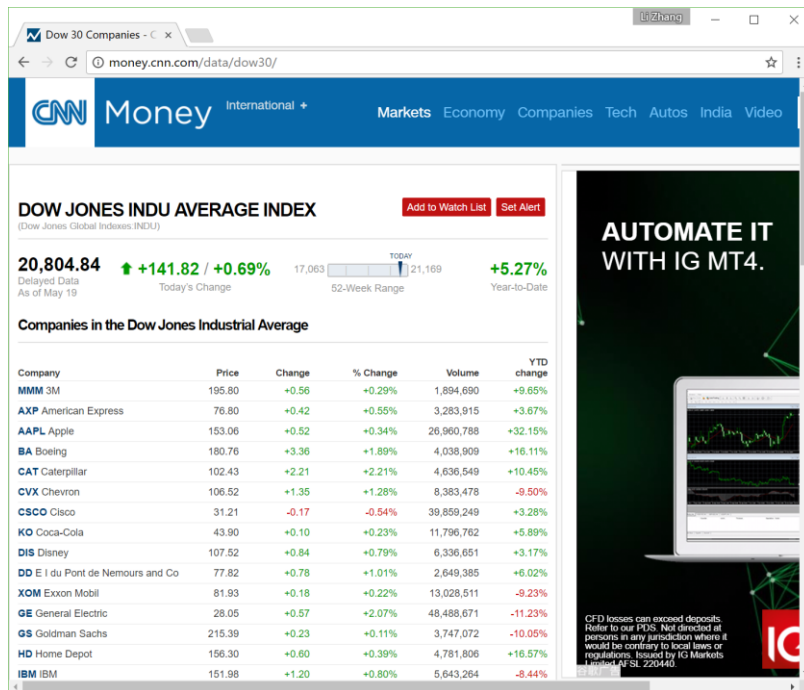 Li Zhang
Dow 30 Companies - C
money.cnn.com/data/dow30/
CNN Money International + Markets Economy Companies Tech Autos India Video
DOW JONES INDU AVERAGE INDEX Add to Watch List Set Alert
(Dow Jones Global Indexes:INDU)
20,804.84 +141.82 / +0.69% 17,063 TODAY 21,169 +5.27%
Delayed Data Today's Change 52-Week Range Year-to-Date
As of May 19
Companies in the Dow Jones Industrial Average
Company Price Change % Change Volume YTD change
MMM 3M 195.80 +0.56 +0.29% 1,894,690 +9.65%
AXP American Express 76.80 +0.42 +0.55% 3,283,915 +3.67%
AAPL Apple 153.06 +0.52 +0.34% 26,960,788 +32.15%
BA Boeing 180.76 +3.36 +1.89% 4,038,909 +16.11%
CAT Caterpillar 102.43 +2.21 +2.21% 4,636,549 +10.45%
CVX Chevron 106.52 +1.35 +1.28% 8,383,478 -9.50%
CSCO Cisco 31.21 -0.17 -0.54% 39,859,249 +3.28%
KO Coca-Cola 43.90 +0.10 +0.23% 11,796,762 +5.89%
DIS Disney 107.52 +0.84 +0.79% 6,336,651 +3.17%
DD E I du Pont de Nemours and Co 77.82 +0.78 +1.01% 2,649,385 +6.02%
XOM Exxon Mobil 81.93 +0.18 +0.22% 13,028,511 -9.23%
GE General Electric 28.05 +0.57 +2.07% 48,488,671 -11.23%
GS Goldman Sachs 215.39 +0.23 +0.11% 3,747,072 -10.05%
HD Home Depot 156.30 +0.60 +0.39% 4,781,806 +16.57%
IBM IBM 151.98 +1.20 +0.80% 5,643,264 -8.44%
AUTOMATE IT
WITH IG MT4.
CFD losses can exceed deposits.
Refer to our PDS. Not directed at
persons in any jurisdiction where it
would be contrary to local laws or
regulations. Issued by IG Markets
Limited AFSL 220440.
IG